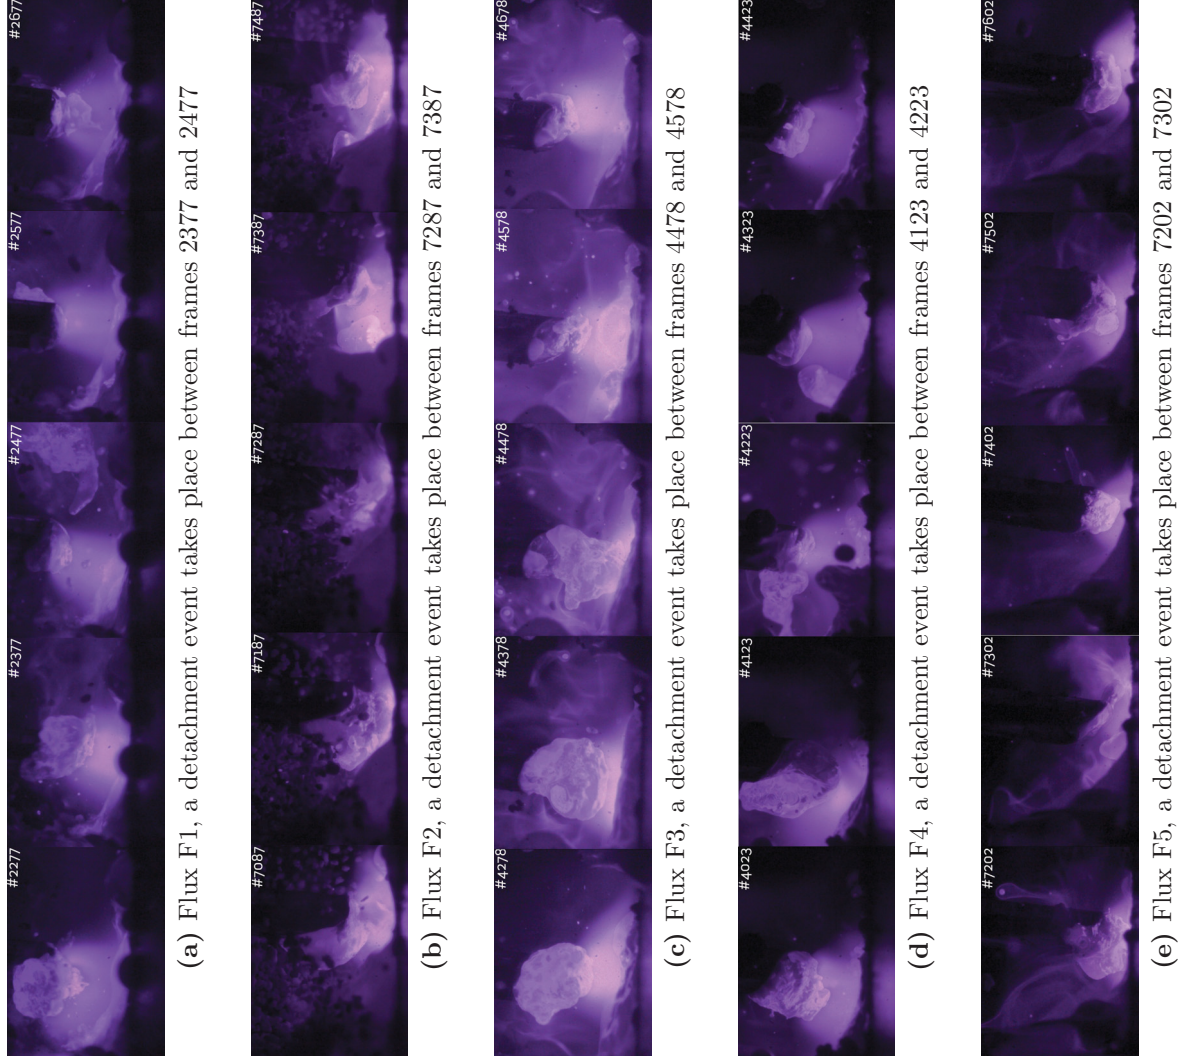 #2277 #2377 #2477 #2577 #2677
(a) Flux F1, a detachment event takes place between frames 2377 and 2477
#7087 #7187 #7287 #7387 #7487
(b) Flux F2, a detachment event takes place between frames 7287 and 7387
#4278 #4378 #4478 #4578 #4678
(c) Flux F3, a detachment event takes place between frames 4478 and 4578
#4023 #4123 #4223 #4323 #4423
(d) Flux F4, a detachment event takes place between frames 4123 and 4223
#7202 #7302 #7402 #7502 #7602
(e) Flux F5, a detachment event takes place between frames 7202 and 7302